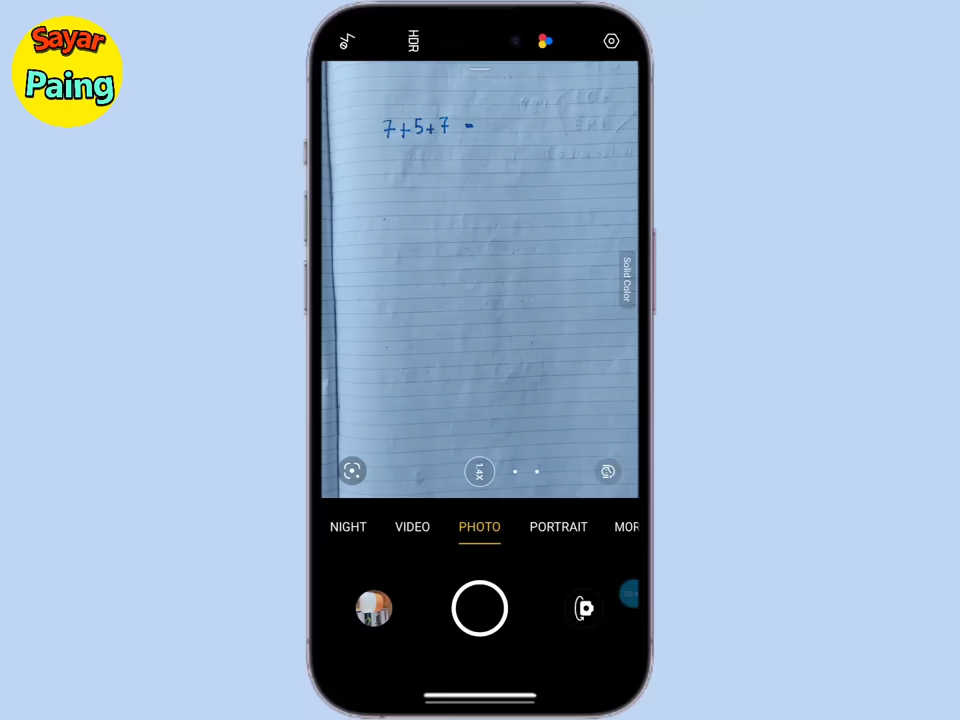 Sayar
Paing
HDR
7+5+7 =
Solid Color
1.4X
NIGHT VIDEO PHOTO PORTRAIT MOR